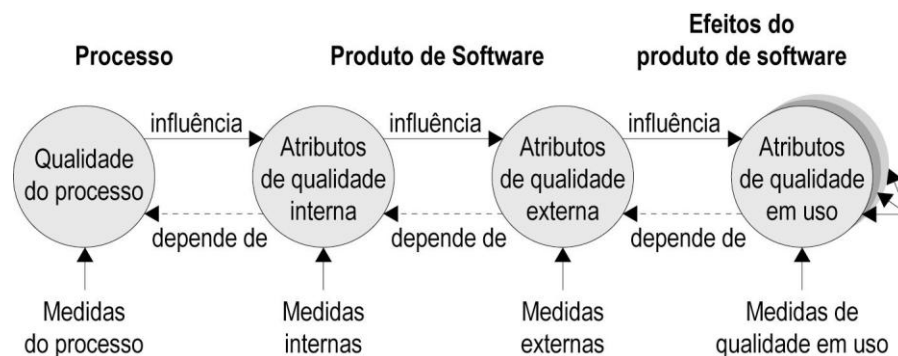 Processo
Produto de Software
Efeitos do
produto de software
influência
influência
influência
Qualidade
do processo
Atributos
de qualidade
interna
Atributos
de qualidade
externa
Atributos
de qualidade
em uso
depende de
depende de
depende de
Medidas
do processo
Medidas
internas
Medidas
externas
Medidas de
qualidade em uso